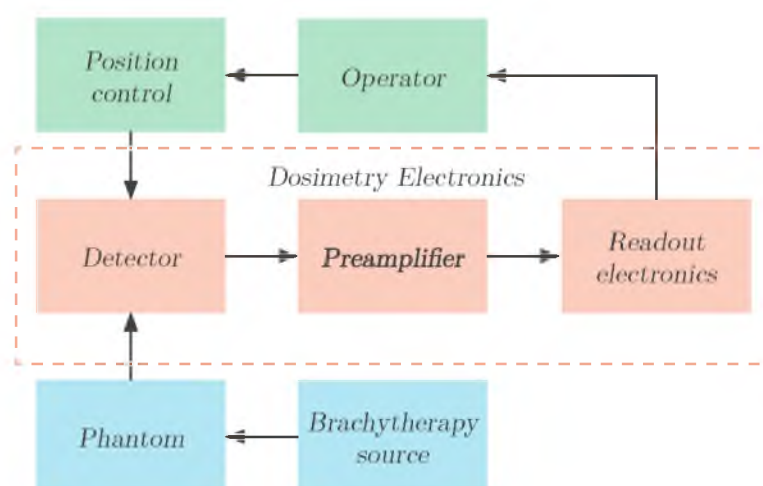 Position
control
Operator
Dosimetry Electronics
Detector
Preamplifier
Readout
electronics
Phantom
Brachytherapy
source